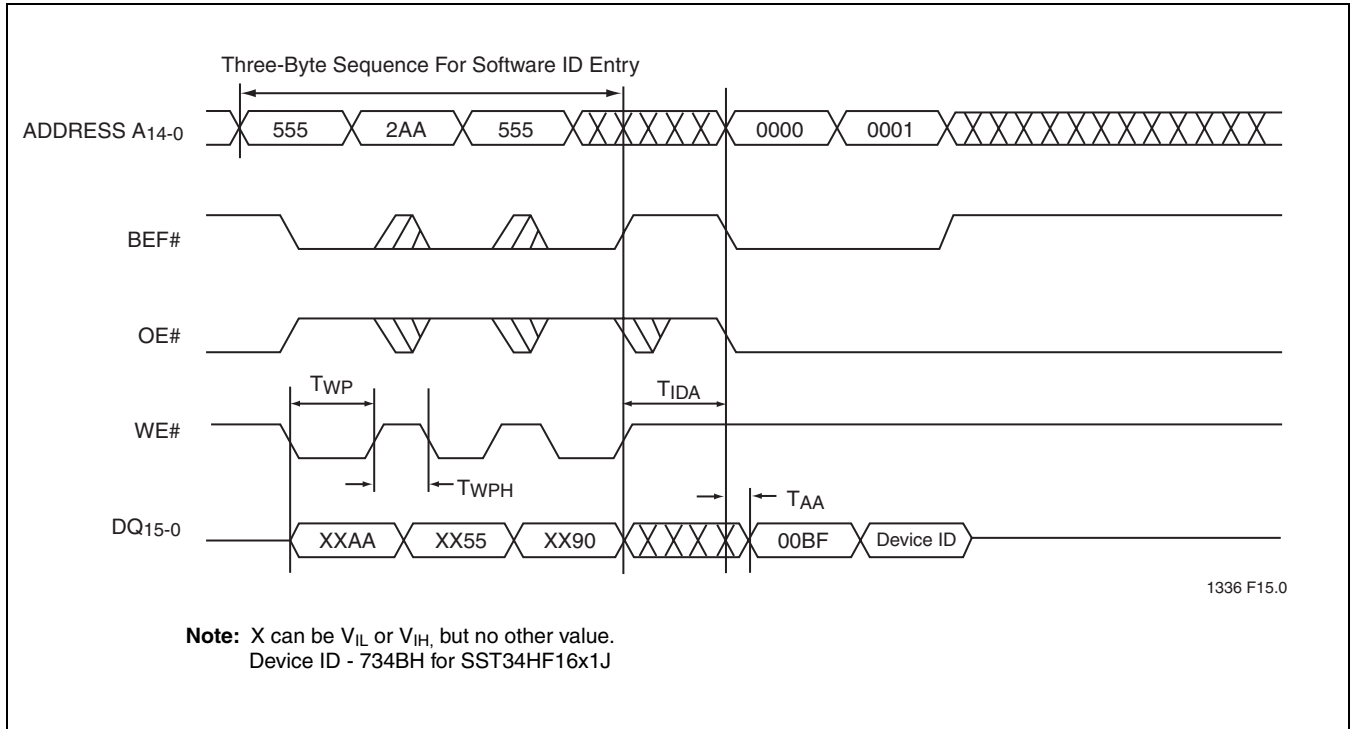 Three-Byte Sequence For Software ID Entry
ADDRESS A14-0
555 2AA 555 0000 0001
BEF#
OE#
TWP TIDA
WE#
TWPH TAA
DQ15-0
XXAA XX55 XX90 00BF Device ID
1336 F15.0
Note: X can be VIL or VIH, but no other value.
Device ID - 734BH for SST34HF16x1J